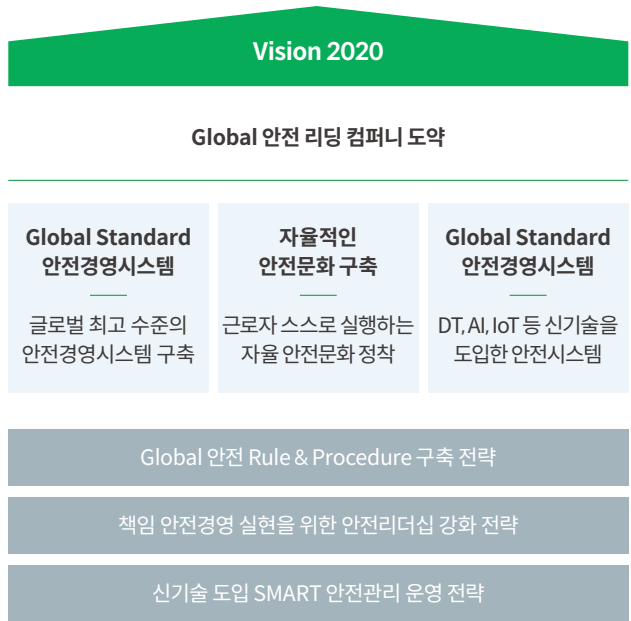 Vision 2020
Global 안전 리딩 컴퍼니 도약
Global Standard
안전경영시스템
글로벌 최고 수준의
안전경영시스템 구축
자율적인
안전문화 구축
근로자 스스로 실행하는
자율 안전문화 정착
Global Standard
안전경영시스템
DT, AI, IoT 등 신기술을
도입한 안전시스템
Global 안전 Rule & Procedure 구축 전략
책임 안전경영 실현을 위한 안전리더십 강화 전략
신기술 도입 SMART 안전관리 운영 전략